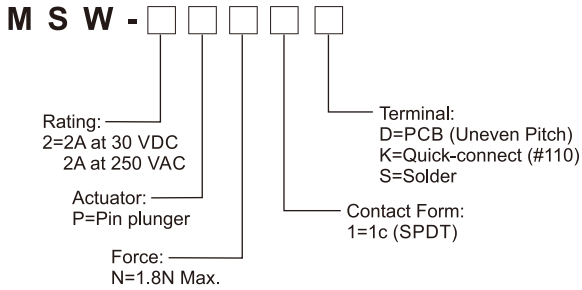 M S W -
Rating:
2=2A at 30 VDC
2A at 250 VAC
Actuator:
P=Pin plunger
Force:
N=1.8N Max.
Terminal:
D=PCB (Uneven Pitch)
K=Quick-connect (#110)
S=Solder
Contact Form:
1=1c (SPDT)